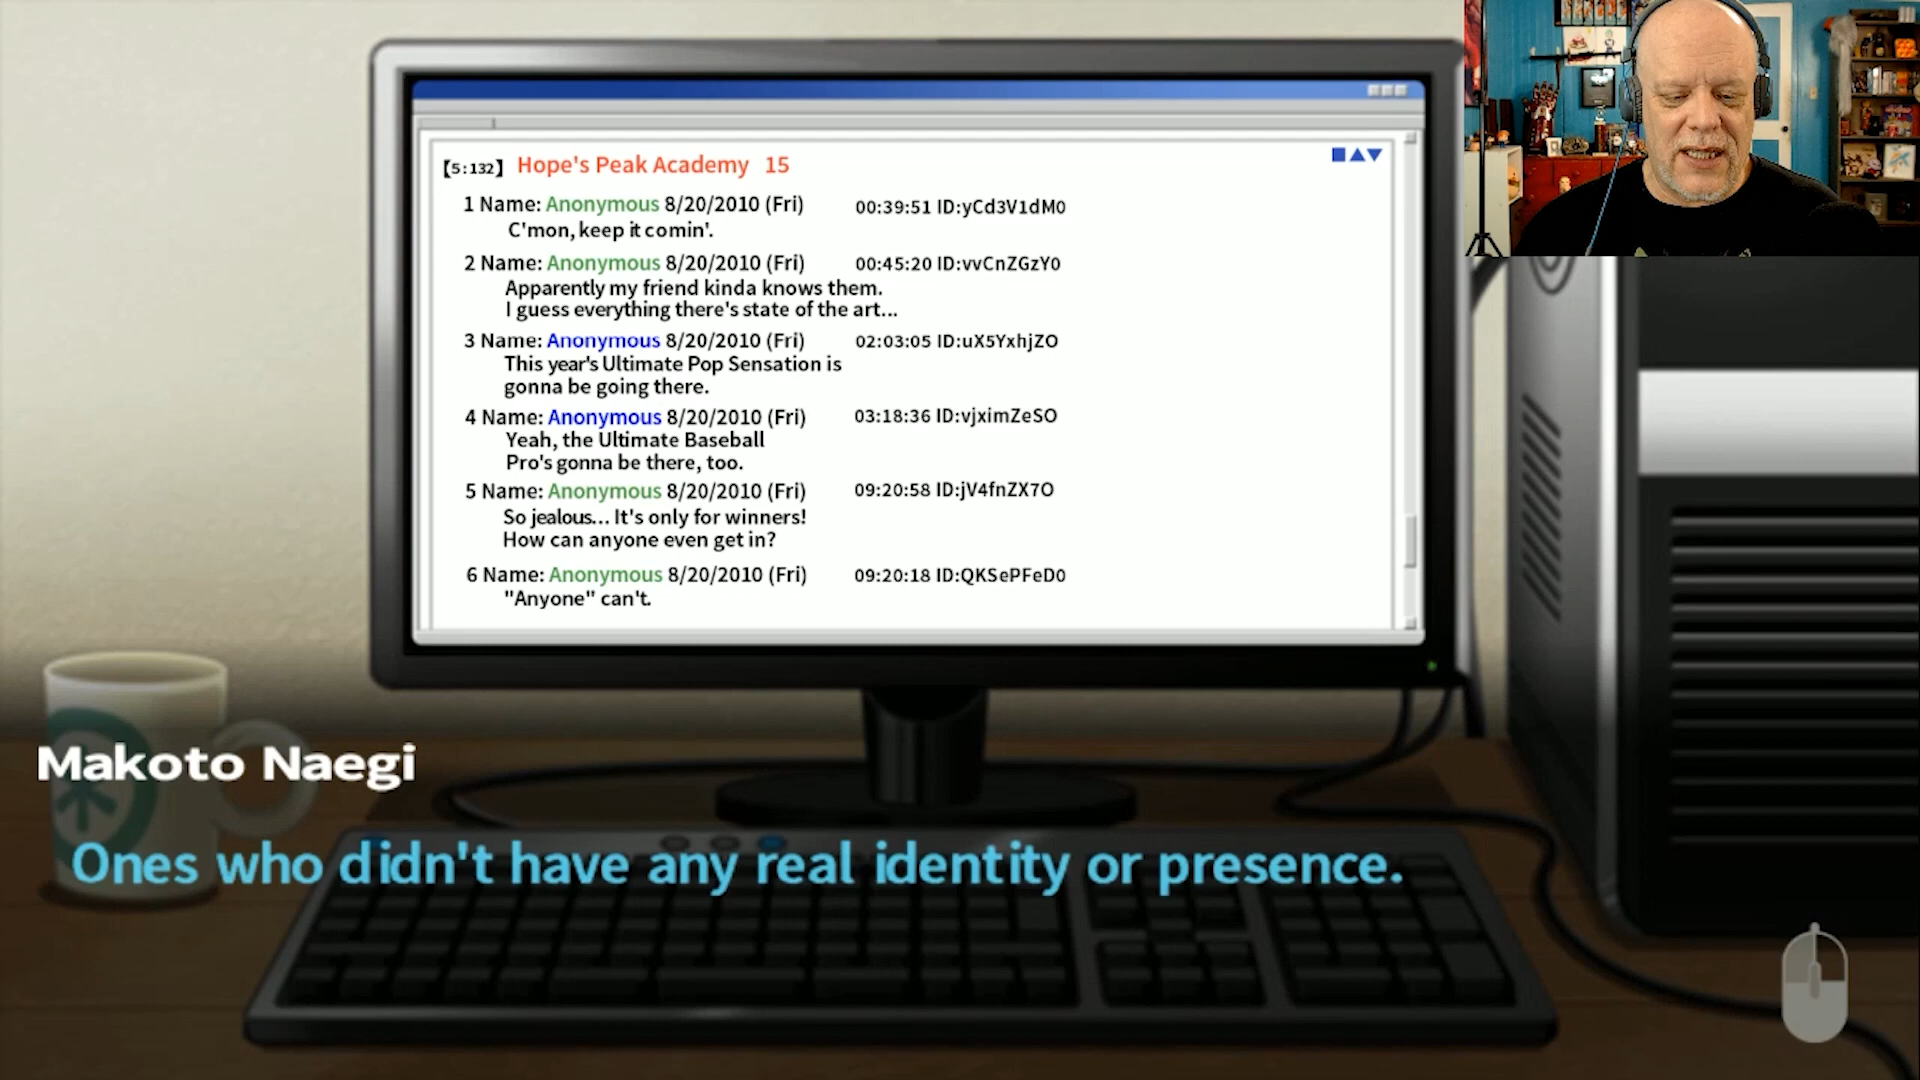 【5:132】 Hope's Peak Academy 15
1 Name: Anonymous 8/20/2010 (Fri) 00:39:51 ID:yCd3V1dM0
C'mon, keep it comin'.
2 Name: Anonymous 8/20/2010 (Fri) 00:45:20 ID:vvCnZGzY0
Apparently my friend kinda knows them.
I guess everything there's state of the art...
3 Name: Anonymous 8/20/2010 (Fri) 02:03:05 ID:uX5YxhjZO
This year's Ultimate Pop Sensation is
gonna be going there.
4 Name: Anonymous 8/20/2010 (Fri) 03:18:36 ID:vjximZeSO
Yeah, the Ultimate Baseball
Pro's gonna be there, too.
5 Name: Anonymous 8/20/2010 (Fri) 09:20:58 ID:jV4fnZX7O
So jealous... It's only for winners!
How can anyone even get in?
6 Name: Anonymous 8/20/2010 (Fri) 09:20:18 ID:QKSePFeD0
"Anyone" can't.
Makoto Naegi
Ones who didn't have any real identity or presence.